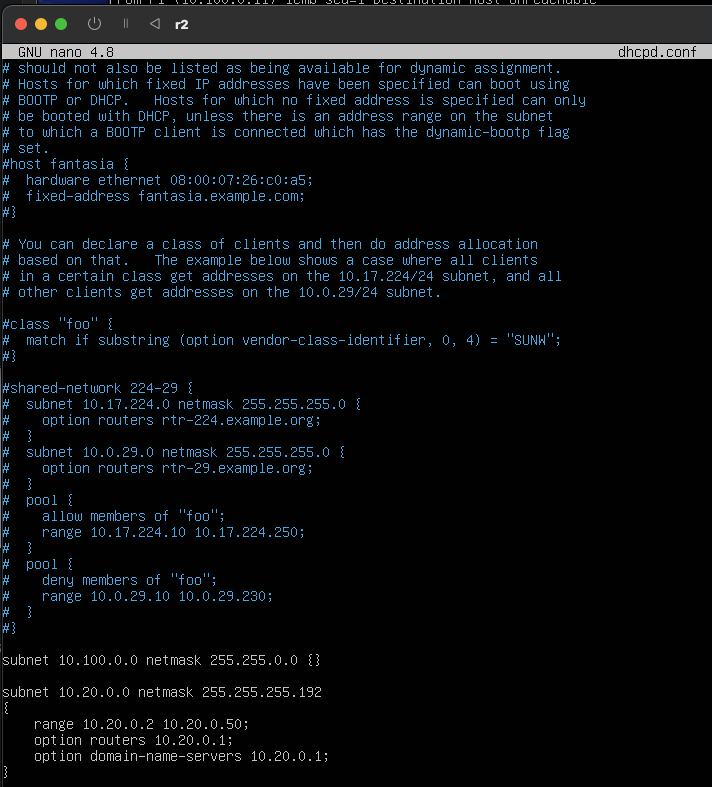 From r1 (10.100.0.11) icmp_seq=1 Destination Host Unreachable
r2
GNU nano 4.8 dhcpd.conf
# should not also be listed as being available for dynamic assignment.
# Hosts for which fixed IP addresses have been specified can boot using
# BOOTP or DHCP.   Hosts for which no fixed address is specified can only
# be booted with DHCP, unless there is an address range on the subnet
# to which a BOOTP client is connected which has the dynamic-bootp flag
# set.
#host fantasia {
#  hardware ethernet 08:00:07:26:c0:a5;
#  fixed-address fantasia.example.com;
#}
# You can declare a class of clients and then do address allocation
# based on that.   The example below shows a case where all clients
# in a certain class get addresses on the 10.17.224/24 subnet, and all
# other clients get addresses on the 10.0.29/24 subnet.
#class "foo" {
#  match if substring (option vendor-class-identifier, 0, 4) = "SUNW";
#}
#shared-network 224-29 {
#  subnet 10.17.224.0 netmask 255.255.255.0 {
#    option routers rtr-224.example.org;
#  }
#  subnet 10.0.29.0 netmask 255.255.255.0 {
#    option routers rtr-29.example.org;
#  }
#  pool {
#    allow members of "foo";
#    range 10.17.224.10 10.17.224.250;
#  }
#  pool {
#    deny members of "foo";
#    range 10.0.29.10 10.0.29.230;
#  }
#}
subnet 10.100.0.0 netmask 255.255.0.0 {}
subnet 10.20.0.0 netmask 255.255.255.192
{
    range 10.20.0.2 10.20.0.50;
    option routers 10.20.0.1;
    option domain-name-servers 10.20.0.1;
}